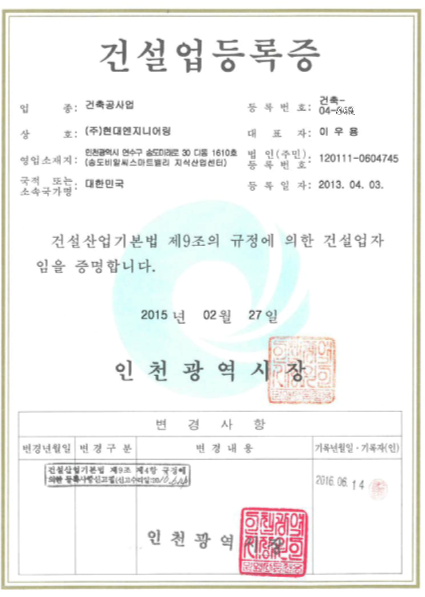 건설업등록증
업 종: 건축공사업
등 록 번 호: 건축-
04-
상 호: (주)현대엔지니어링
대 표 자: 이 우 용
영업소재지: 인천광역시 연수구 송도미래로 30 디동 1610호
(송도비알씨스마트밸리 지식산업센터)
법 인(주민)
등 록 번 호: 120111-0604745
국적 또는
소속국가명: 대한민국
등 록 일 자: 2013. 04. 03.
건설산업기본법 제9조의 규정에 의한 건설업자
임을 증명합니다.
2015 년 02 월 27 일
인천광역시장
변 경 사 항
변경년월일 변 경 구 분 변 경 내 용 기록년월일·기록자(인)
건설산업기본법 제9조 제4항 규정에
의한 등록사항신고필(신고수리일:20
2016. 06. 14
인천광역시장